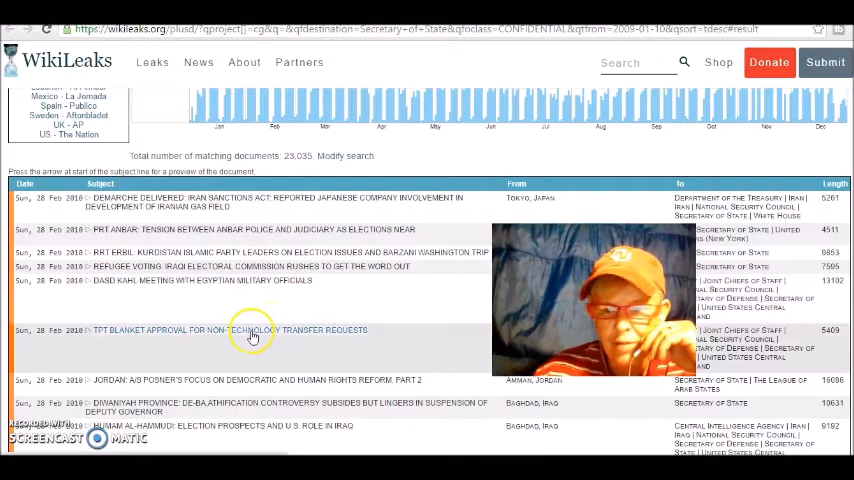 https://wikileaks.org/plusd/?qproject[]=cg&q=&qfdestination=Secretary+of+State&qfoclass=CONFIDENTIAL&qtfrom=2009-01-10&qsort=tdesc#result
WikiLeaks Leaks News About Partners Search Shop Donate Submit
Mexico - La Jornada
Spain - Publico
Sweden - Aftonbladet
UK - AP
US - The Nation
Jan Feb Mar Apr May Jun Jul Aug Sep Oct Nov Dec
Total number of matching documents: 23,035. Modify search
Press the arrow at start of the subject line for a preview of the document.
Date Subject From To Length
Sun, 28 Feb 2010 DEMARCHE DELIVERED: IRAN SANCTIONS ACT: REPORTED JAPANESE COMPANY INVOLVEMENT IN TOKYO, JAPAN DEPARTMENT OF THE TREASURY | IRAN | 5261
DEVELOPMENT OF IRANIAN GAS FIELD IRAN | NATIONAL SECURITY COUNCIL |
SECRETARY OF STATE | WHITE HOUSE
Sun, 28 Feb 2010 PRT ANBAR: TENSION BETWEEN ANBAR POLICE AND JUDICIARY AS ELECTIONS NEAR SECRETARY OF STATE | UNITED 4511
(NEW YORK)
Sun, 28 Feb 2010 RRT ERBIL: KURDISTAN ISLAMIC PARTY LEADERS ON ELECTION ISSUES AND BARZANI WASHINGTON TRIP SECRETARY OF STATE 9853
Sun, 28 Feb 2010 REFUGEE VOTING: IRAQI ELECTORAL COMMISSION RUSHES TO GET THE WORD OUT SECRETARY OF STATE 7595
Sun, 28 Feb 2010 DASD KAHL MEETING WITH EGYPTIAN MILITARY OFFICIALS JOINT CHIEFS OF STAFF | 13102
SECURITY COUNCIL |
SECRETARY OF DEFENSE | SECRETARY OF
STATE | UNITED STATES CENTRAL
Sun, 28 Feb 2010 TPT BLANKET APPROVAL FOR NON-TECHNOLOGY TRANSFER REQUESTS JOINT CHIEFS OF STAFF | 5409
SECURITY COUNCIL |
SECRETARY OF DEFENSE | SECRETARY OF
STATE | UNITED STATES CENTRAL
Sun, 28 Feb 2010 JORDAN: A/S POSNER'S FOCUS ON DEMOCRATIC AND HUMAN RIGHTS REFORM, PART 2 AMMAN, JORDAN SECRETARY OF STATE | THE LEAGUE OF 16086
ARAB STATES
Sun, 28 Feb 2010 DIWANIYAH PROVINCE: DE-BA,ATHIFICATION CONTROVERSY SUBSIDES BUT LINGERS IN SUSPENSION OF BAGHDAD, IRAQ SECRETARY OF STATE 10631
DEPUTY GOVERNOR
28 Feb 2010 HUMAM AL-HAMMUDI: ELECTION PROSPECTS AND U.S. ROLE IN IRAQ BAGHDAD, IRAQ CENTRAL INTELLIGENCE AGENCY | IRAN | 9192
IRAQ | NATIONAL SECURITY COUNCIL |
SECRETARY OF DEFENSE | SECRETARY OF
STATE | UNITED STATES CENTRAL
RECORDED WITH
SCREENCAST MATIC